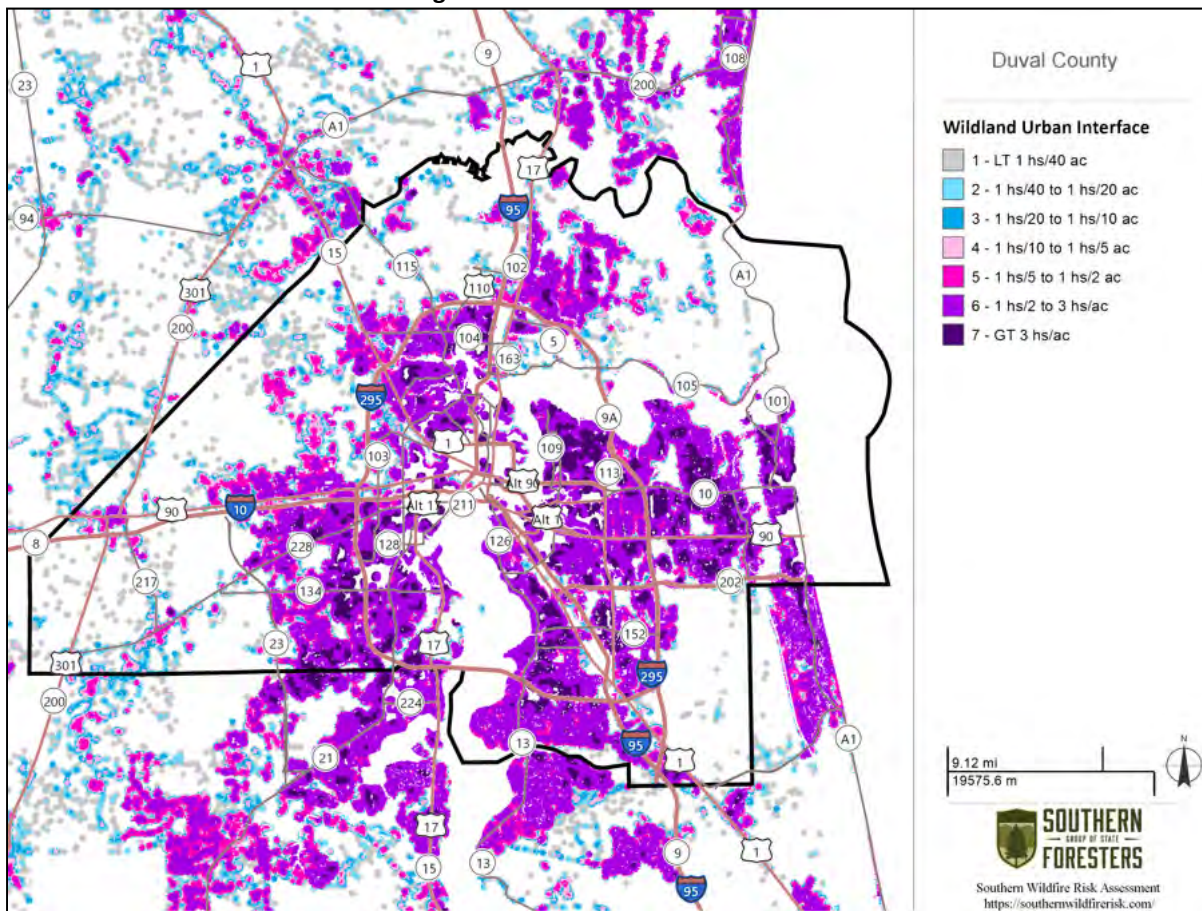 Duval County
Wildland Urban Interface
1 - LT 1 hs/40 ac
2 - 1 hs/40 to 1 hs/20 ac
3 - 1 hs/20 to 1 hs/10 ac
4 - 1 hs/10 to 1 hs/5 ac
5 - 1 hs/5 to 1 hs/2 ac
6 - 1 hs/2 to 3 hs/ac
7 - GT 3 hs/ac
9
1
23
108
200
A1
17
94
95
15
A1
115
102
301
110
200
104
5
163
105
295
101
9A
1
109
103
113
Alt 90
10
90
10
Alt 17
211
Alt 1
8
228
128
126
90
217
134
202
23
152
301
17
295
200
224
13
95
A1
21
1
17
1
13
9
15
95
9.12 mi
19575.6 m
N
SOUTHERN
GROUP OF STATE
FORESTERS
Southern Wildfire Risk Assessment
https://southernwildfirerisk.com/